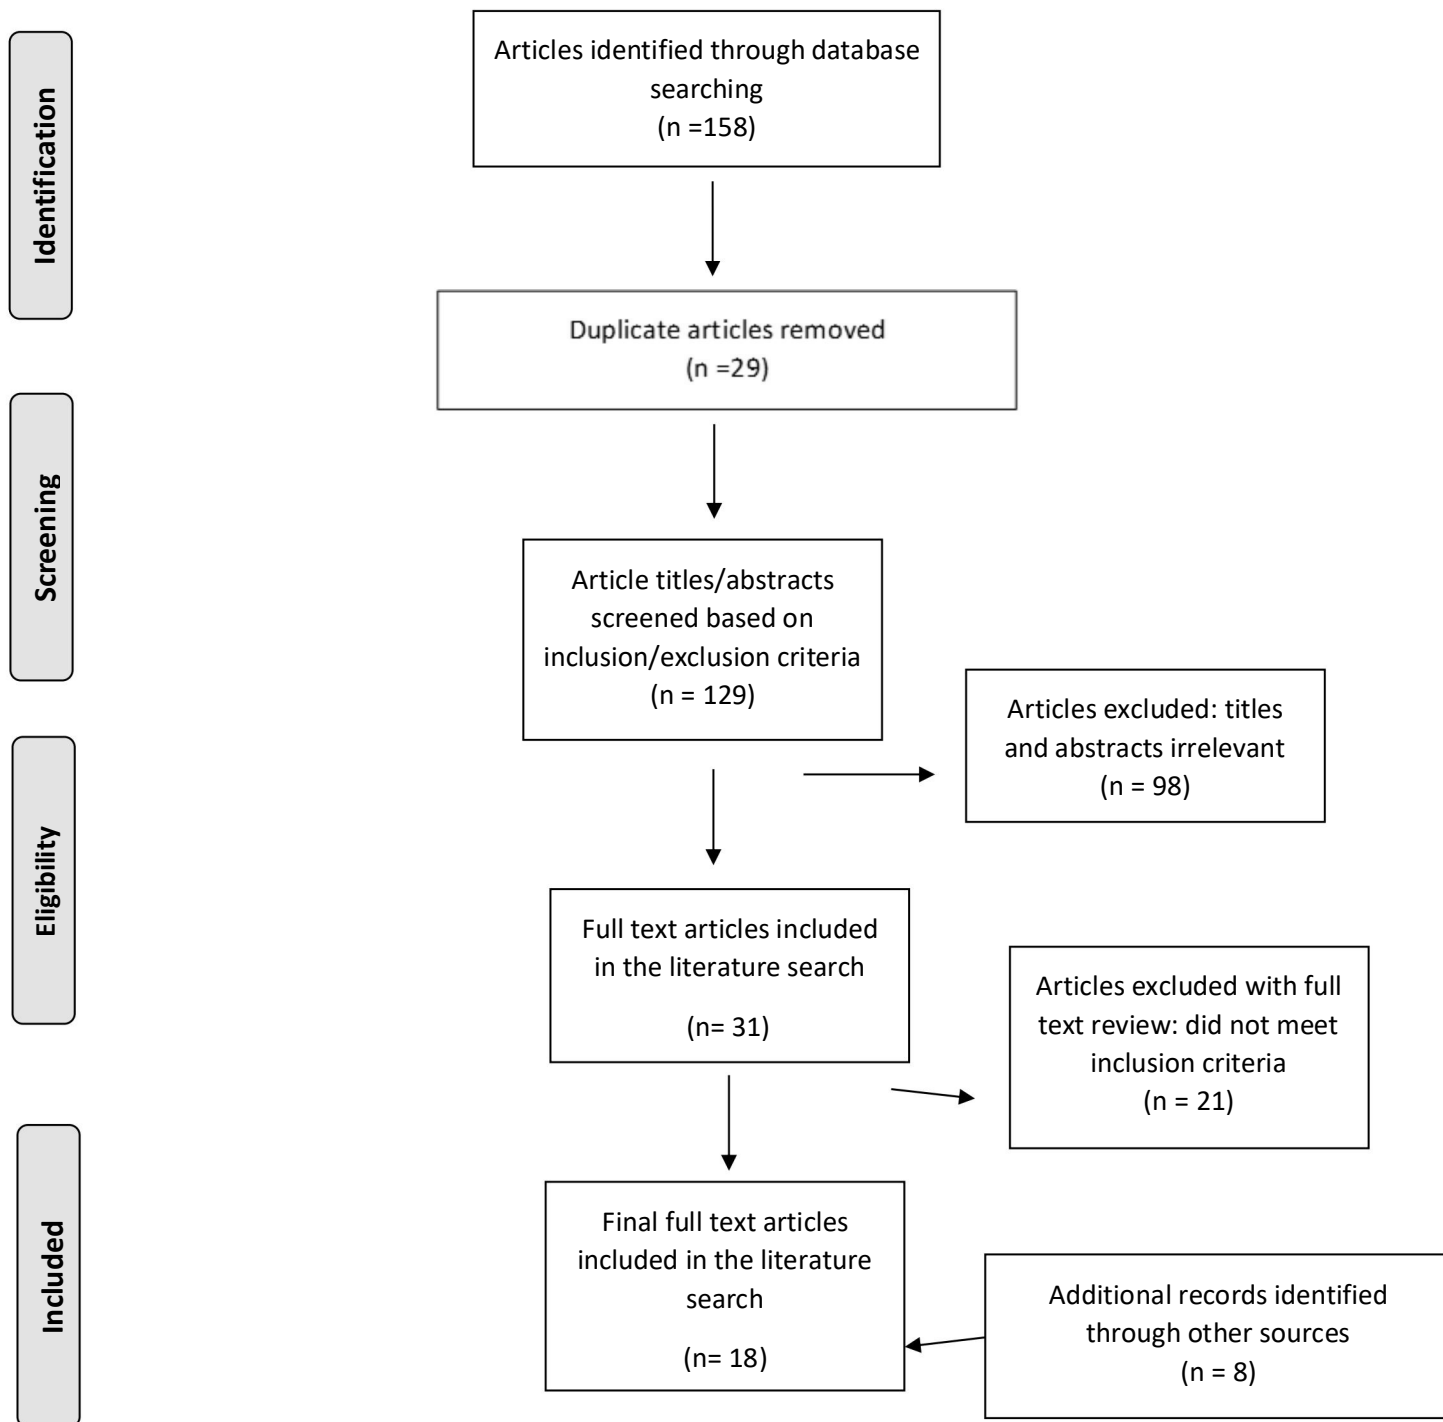 Identification
Articles identified through database
searching
(n =158)
Duplicate articles removed
(n =29)
Screening
Article titles/abstracts
screened based on
inclusion/exclusion criteria
(n = 129)
Articles excluded: titles
and abstracts irrelevant
(n = 98)
Eligibility
Full text articles included
in the literature search
(n= 31)
Articles excluded with full
text review: did not meet
inclusion criteria
(n = 21)
Included
Final full text articles
included in the literature
search
(n= 18)
Additional records identified
through other sources
(n = 8)